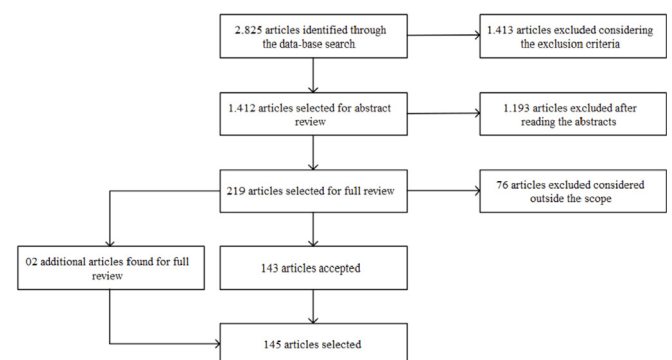 2.825 articles identified through
the data-base search
1.413 articles excluded considering
the exclusion criteria
1.412 articles selected for abstract
review
1.193 articles excluded after
reading the abstracts
219 articles selected for full review
76 articles excluded considered
outside the scope
02 additional articles found for full
review
143 articles accepted
145 articles selected